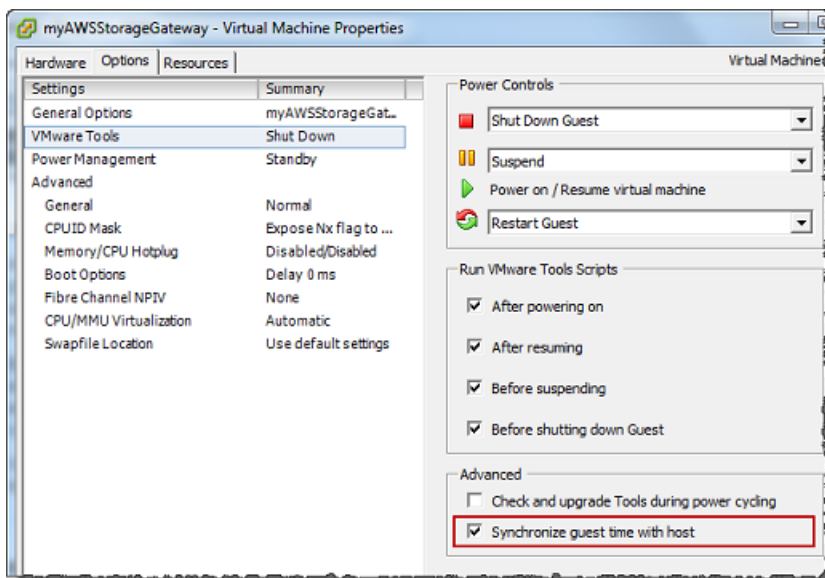 myAWSStorageGateway - Virtual Machine Properties
Hardware Options Resources
Virtual Machine
Settings Summary
General Options myAWSStorageGat...
VMware Tools Shut Down
Power Management Standby
Advanced
General Normal
CPUID Mask Expose Nx flag to ...
Memory/CPU Hotplug Disabled/Disabled
Boot Options Delay 0 ms
Fibre Channel NPIV None
CPU/MMU Virtualization Automatic
Swapfile Location Use default settings
Power Controls
Shut Down Guest
Suspend
Power on / Resume virtual machine
Restart Guest
Run VMware Tools Scripts
After powering on
After resuming
Before suspending
Before shutting down Guest
Advanced
Check and upgrade Tools during power cycling
Synchronize guest time with host